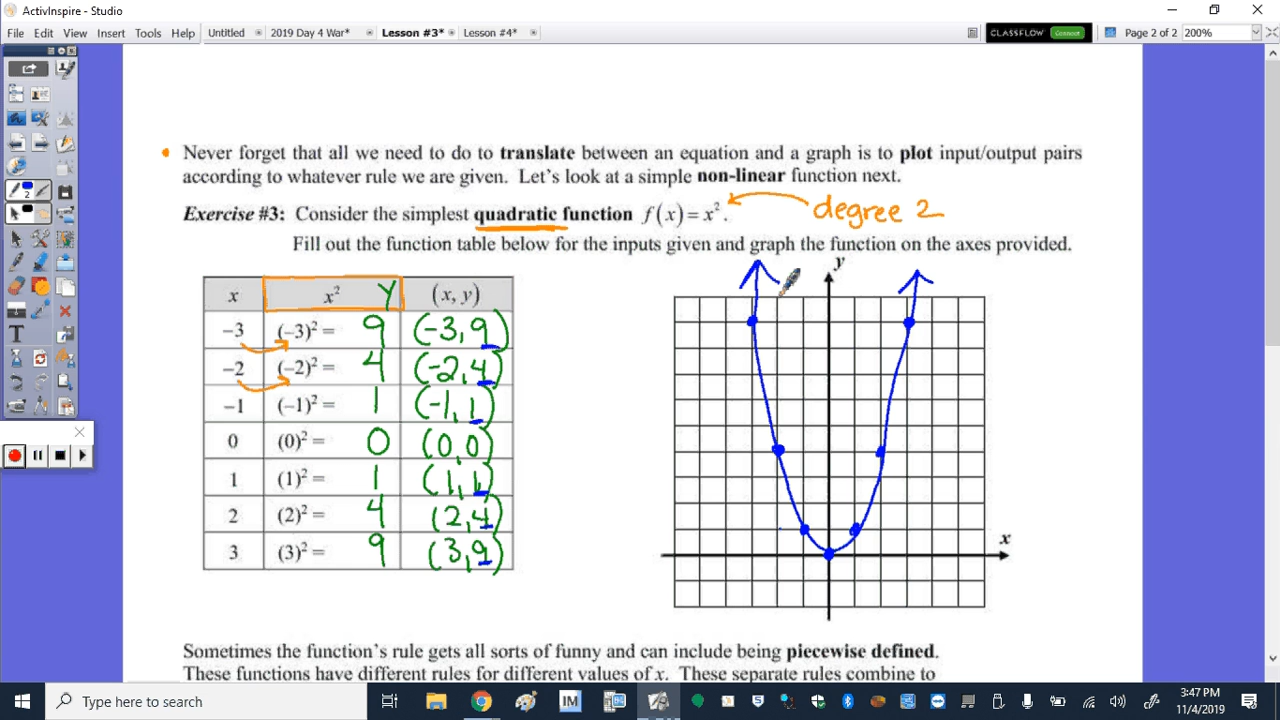 ActivInspire - Studio
File Edit View Insert Tools Help Untitled 2019 Day 4 War* Lesson #3* Lesson #4* CLASSFLOW Connect Page 2 of 2 200%
• Never forget that all we need to do to translate between an equation and a graph is to plot input/output pairs
according to whatever rule we are given. Let's look at a simple non-linear function next.
Exercise #3: Consider the simplest quadratic function f(x) = x². degree 2
Fill out the function table below for the inputs given and graph the function on the axes provided.
y
x x² y (x, y)
−3 (−3)² = 9 (-3, 9)
−2 (−2)² = 4 (-2, 4)
−1 (−1)² = 1 (-1, 1)
0 (0)² = 0 (0, 0)
1 (1)² = 1 (1, 1)
2 (2)² = 4 (2, 4)
3 (3)² = 9 (3, 9)
x
Sometimes the function's rule gets all sorts of funny and can include being piecewise defined.
These functions have different rules for different values of x. These separate rules combine to
Type here to search
IM
3:47 PM
11/4/2019